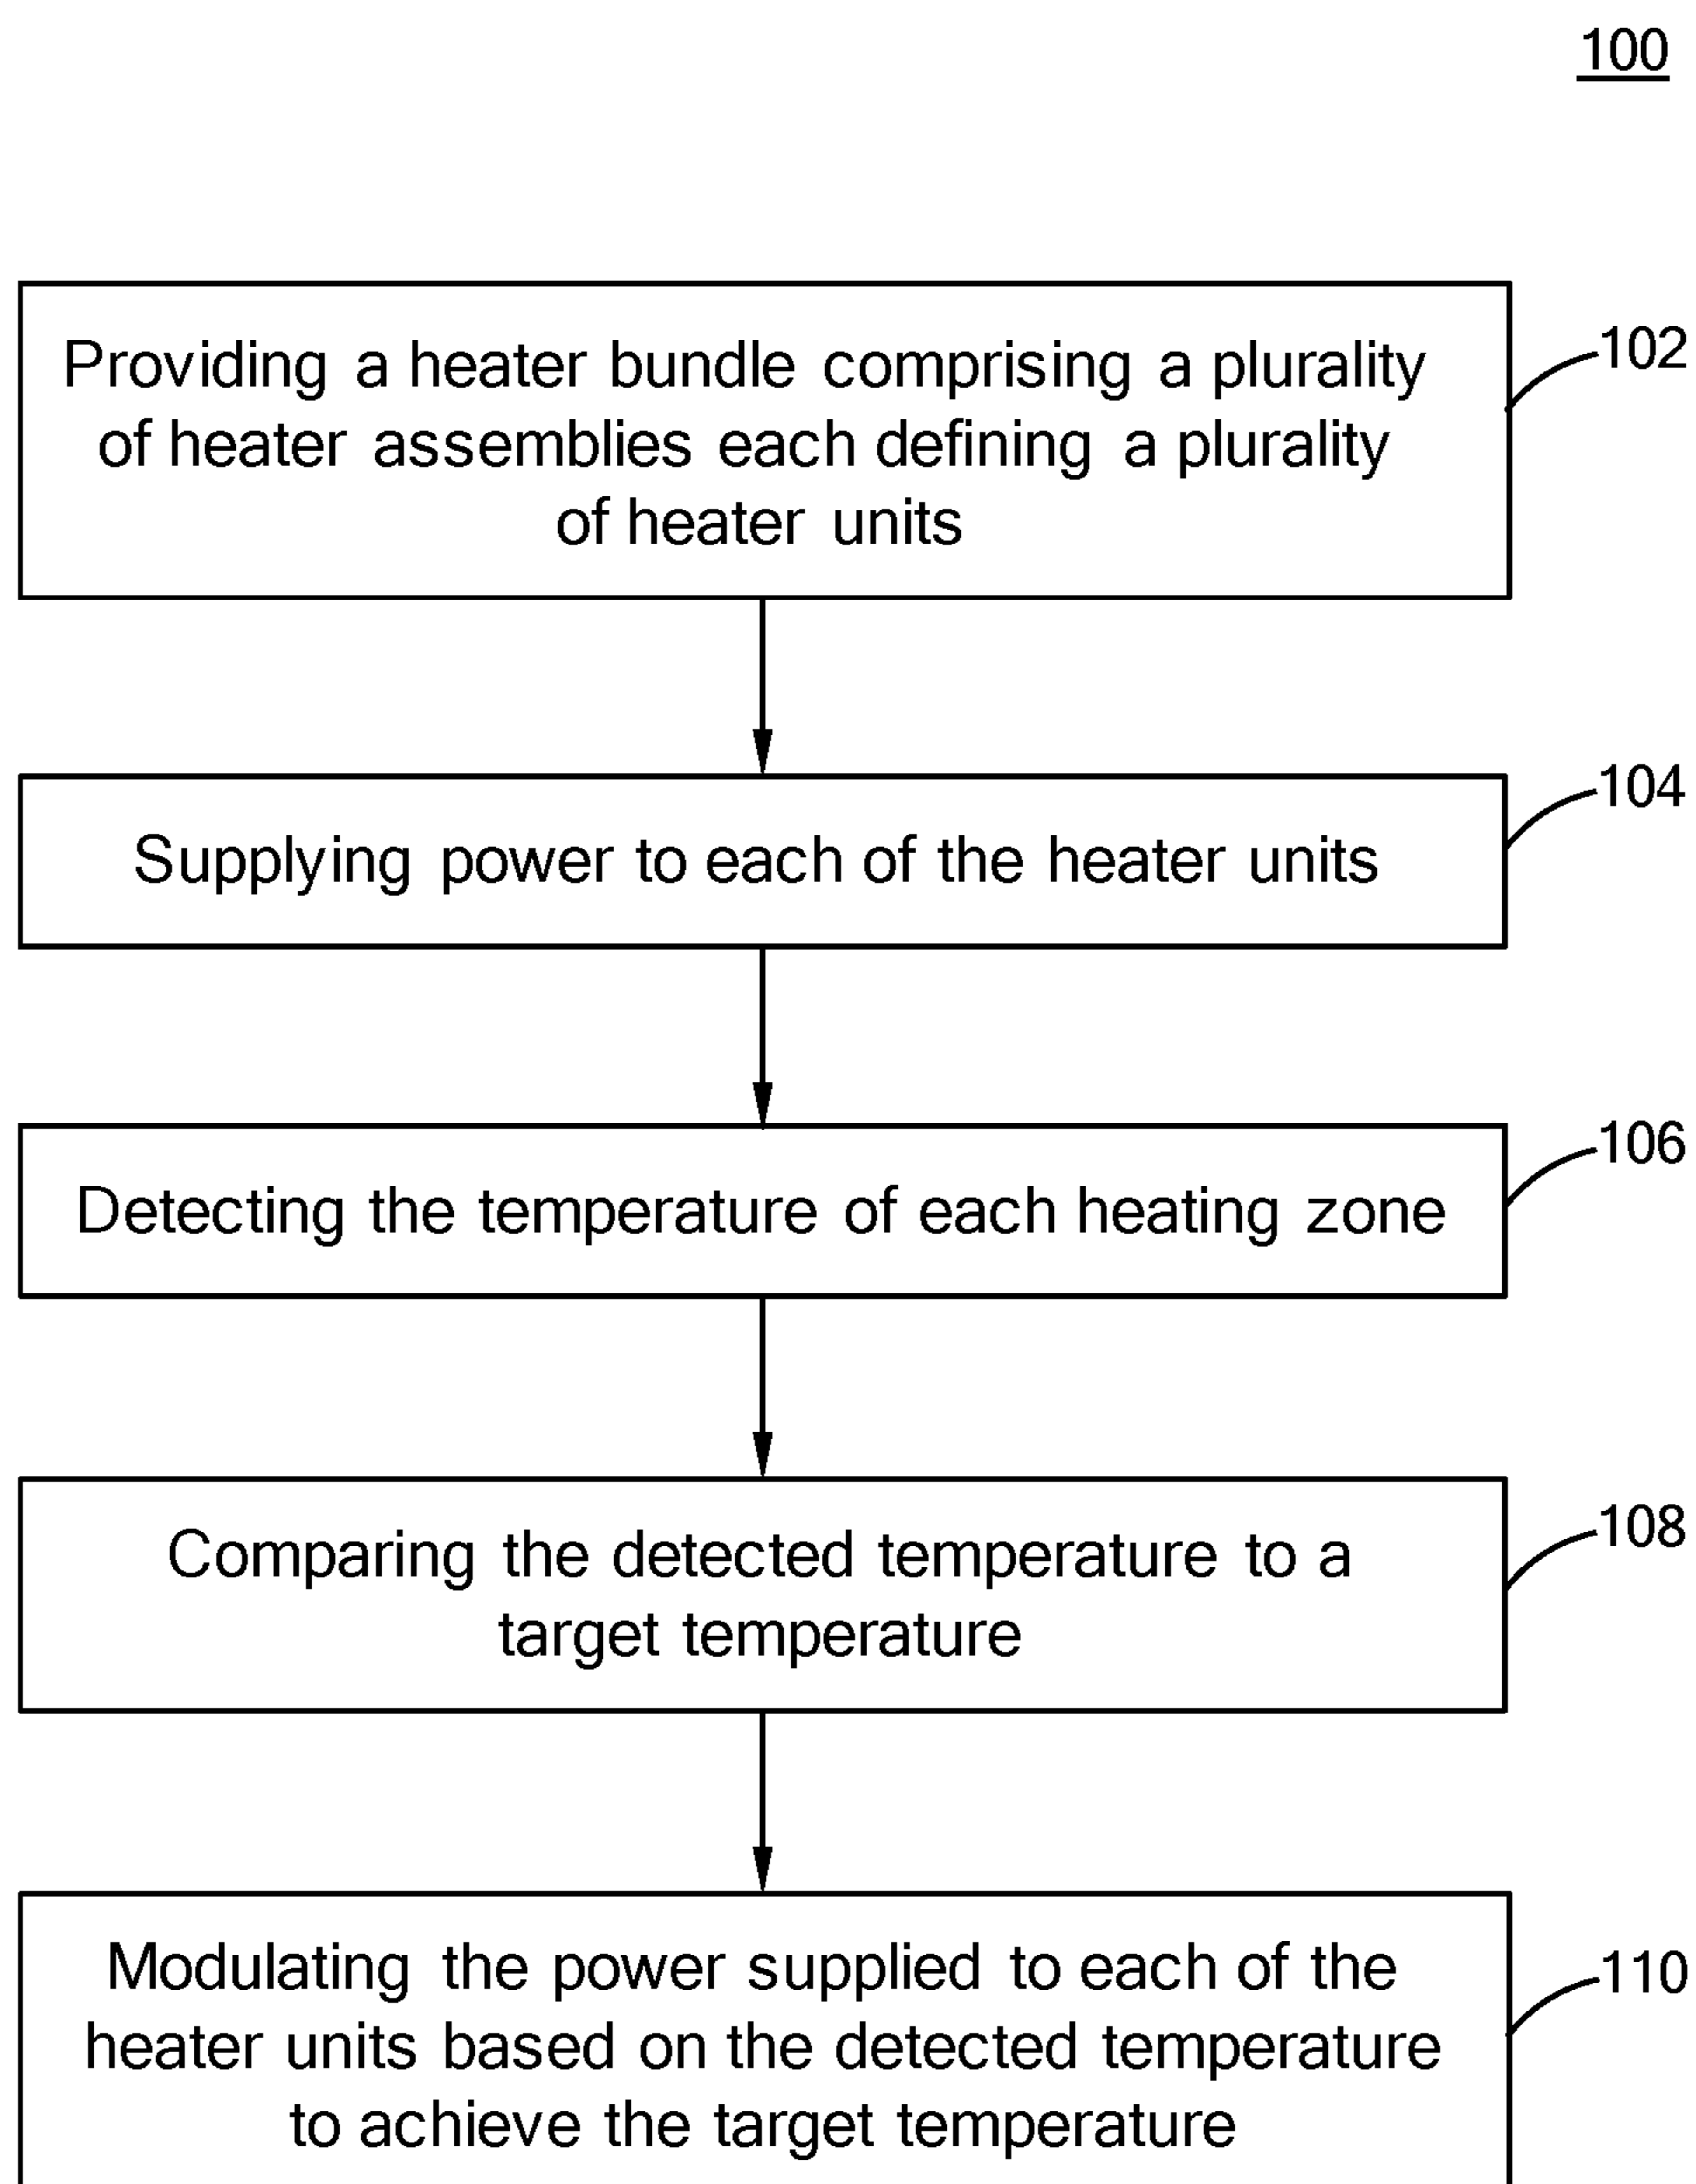 100
Providing a heater bundle comprising a plurality
of heater assemblies each defining a plurality
of heater units
102
Supplying power to each of the heater units
104
Detecting the temperature of each heating zone
106
Comparing the detected temperature to a
target temperature
108
Modulating the power supplied to each of the
heater units based on the detected temperature
to achieve the target temperature
110